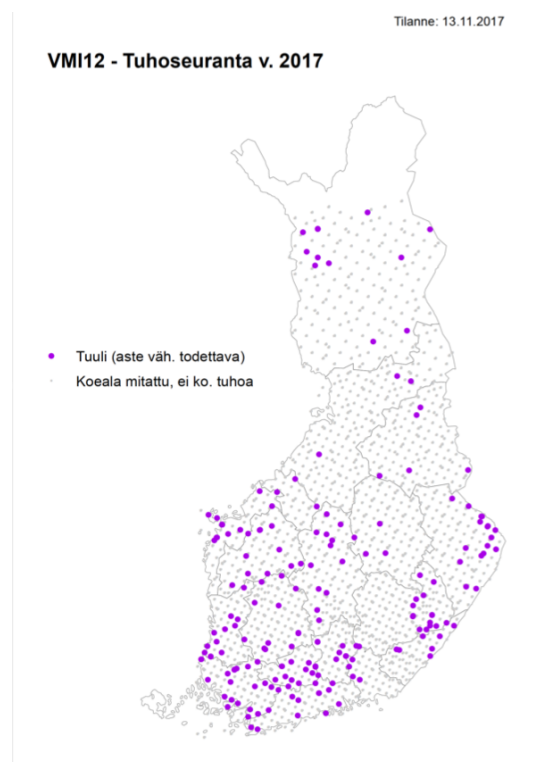 Tilanne: 13.11.2017
VMI12 - Tuhoseuranta v. 2017
Tuuli (aste väh. todettava)
Koeala mitattu, ei ko. tuhoa